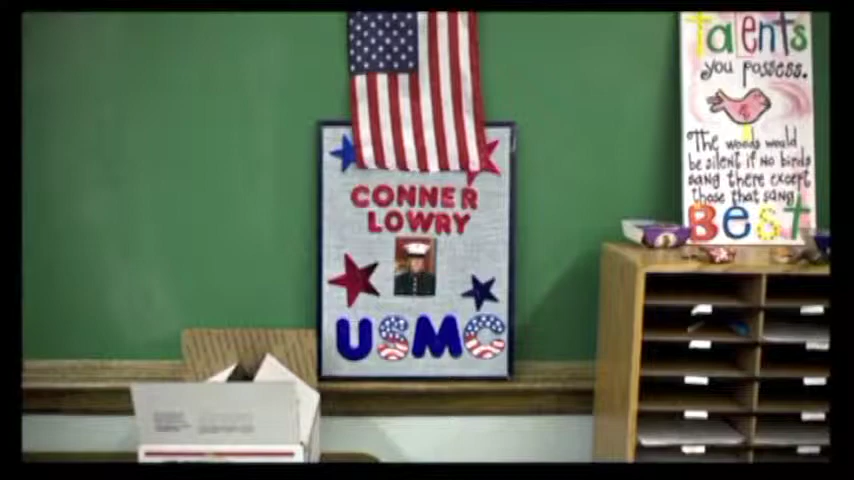 CONNER
LOWRY
USMC
talents
you possess.
The woods would
be silent if no birds
sang there except
those that sang
Best